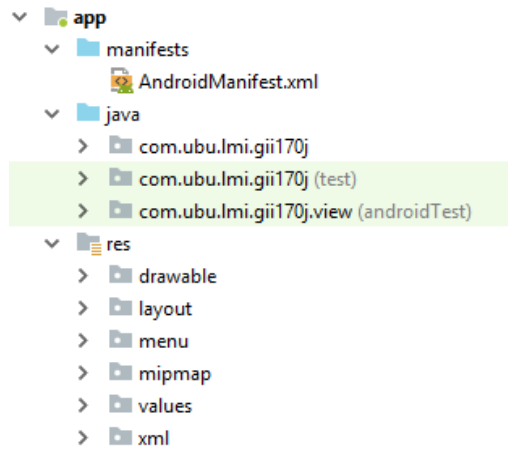 app
manifests
AndroidManifest.xml
java
com.ubu.lmi.gii170j
com.ubu.lmi.gii170j (test)
com.ubu.lmi.gii170j.view (androidTest)
res
drawable
layout
menu
mipmap
values
xml